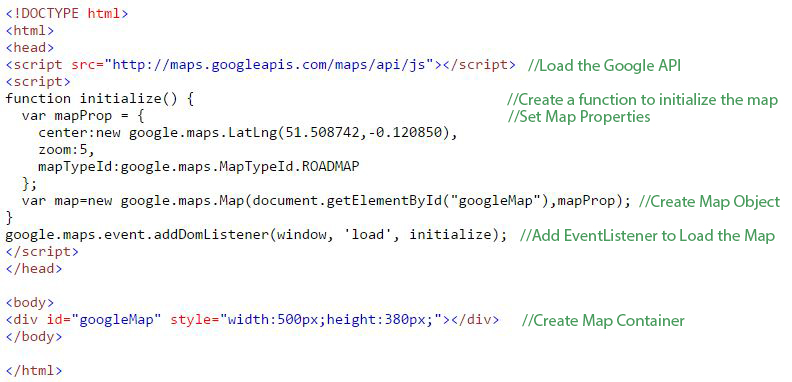 <!DOCTYPE html>
<html>
<head>
<script src="http://maps.googleapis.com/maps/api/js"></script> //Load the Google API
<script>
function initialize() { //Create a function to initialize the map
  var mapProp = { //Set Map Properties
    center:new google.maps.LatLng(51.508742,-0.120850),
    zoom:5,
    mapTypeId:google.maps.MapTypeId.ROADMAP
  };
  var map=new google.maps.Map(document.getElementById("googleMap"),mapProp); //Create Map Object
}
google.maps.event.addDomListener(window, 'load', initialize); //Add EventListener to Load the Map
</script>
</head>

<body>
<div id="googleMap" style="width:500px;height:380px;"></div> //Create Map Container
</body>

</html>